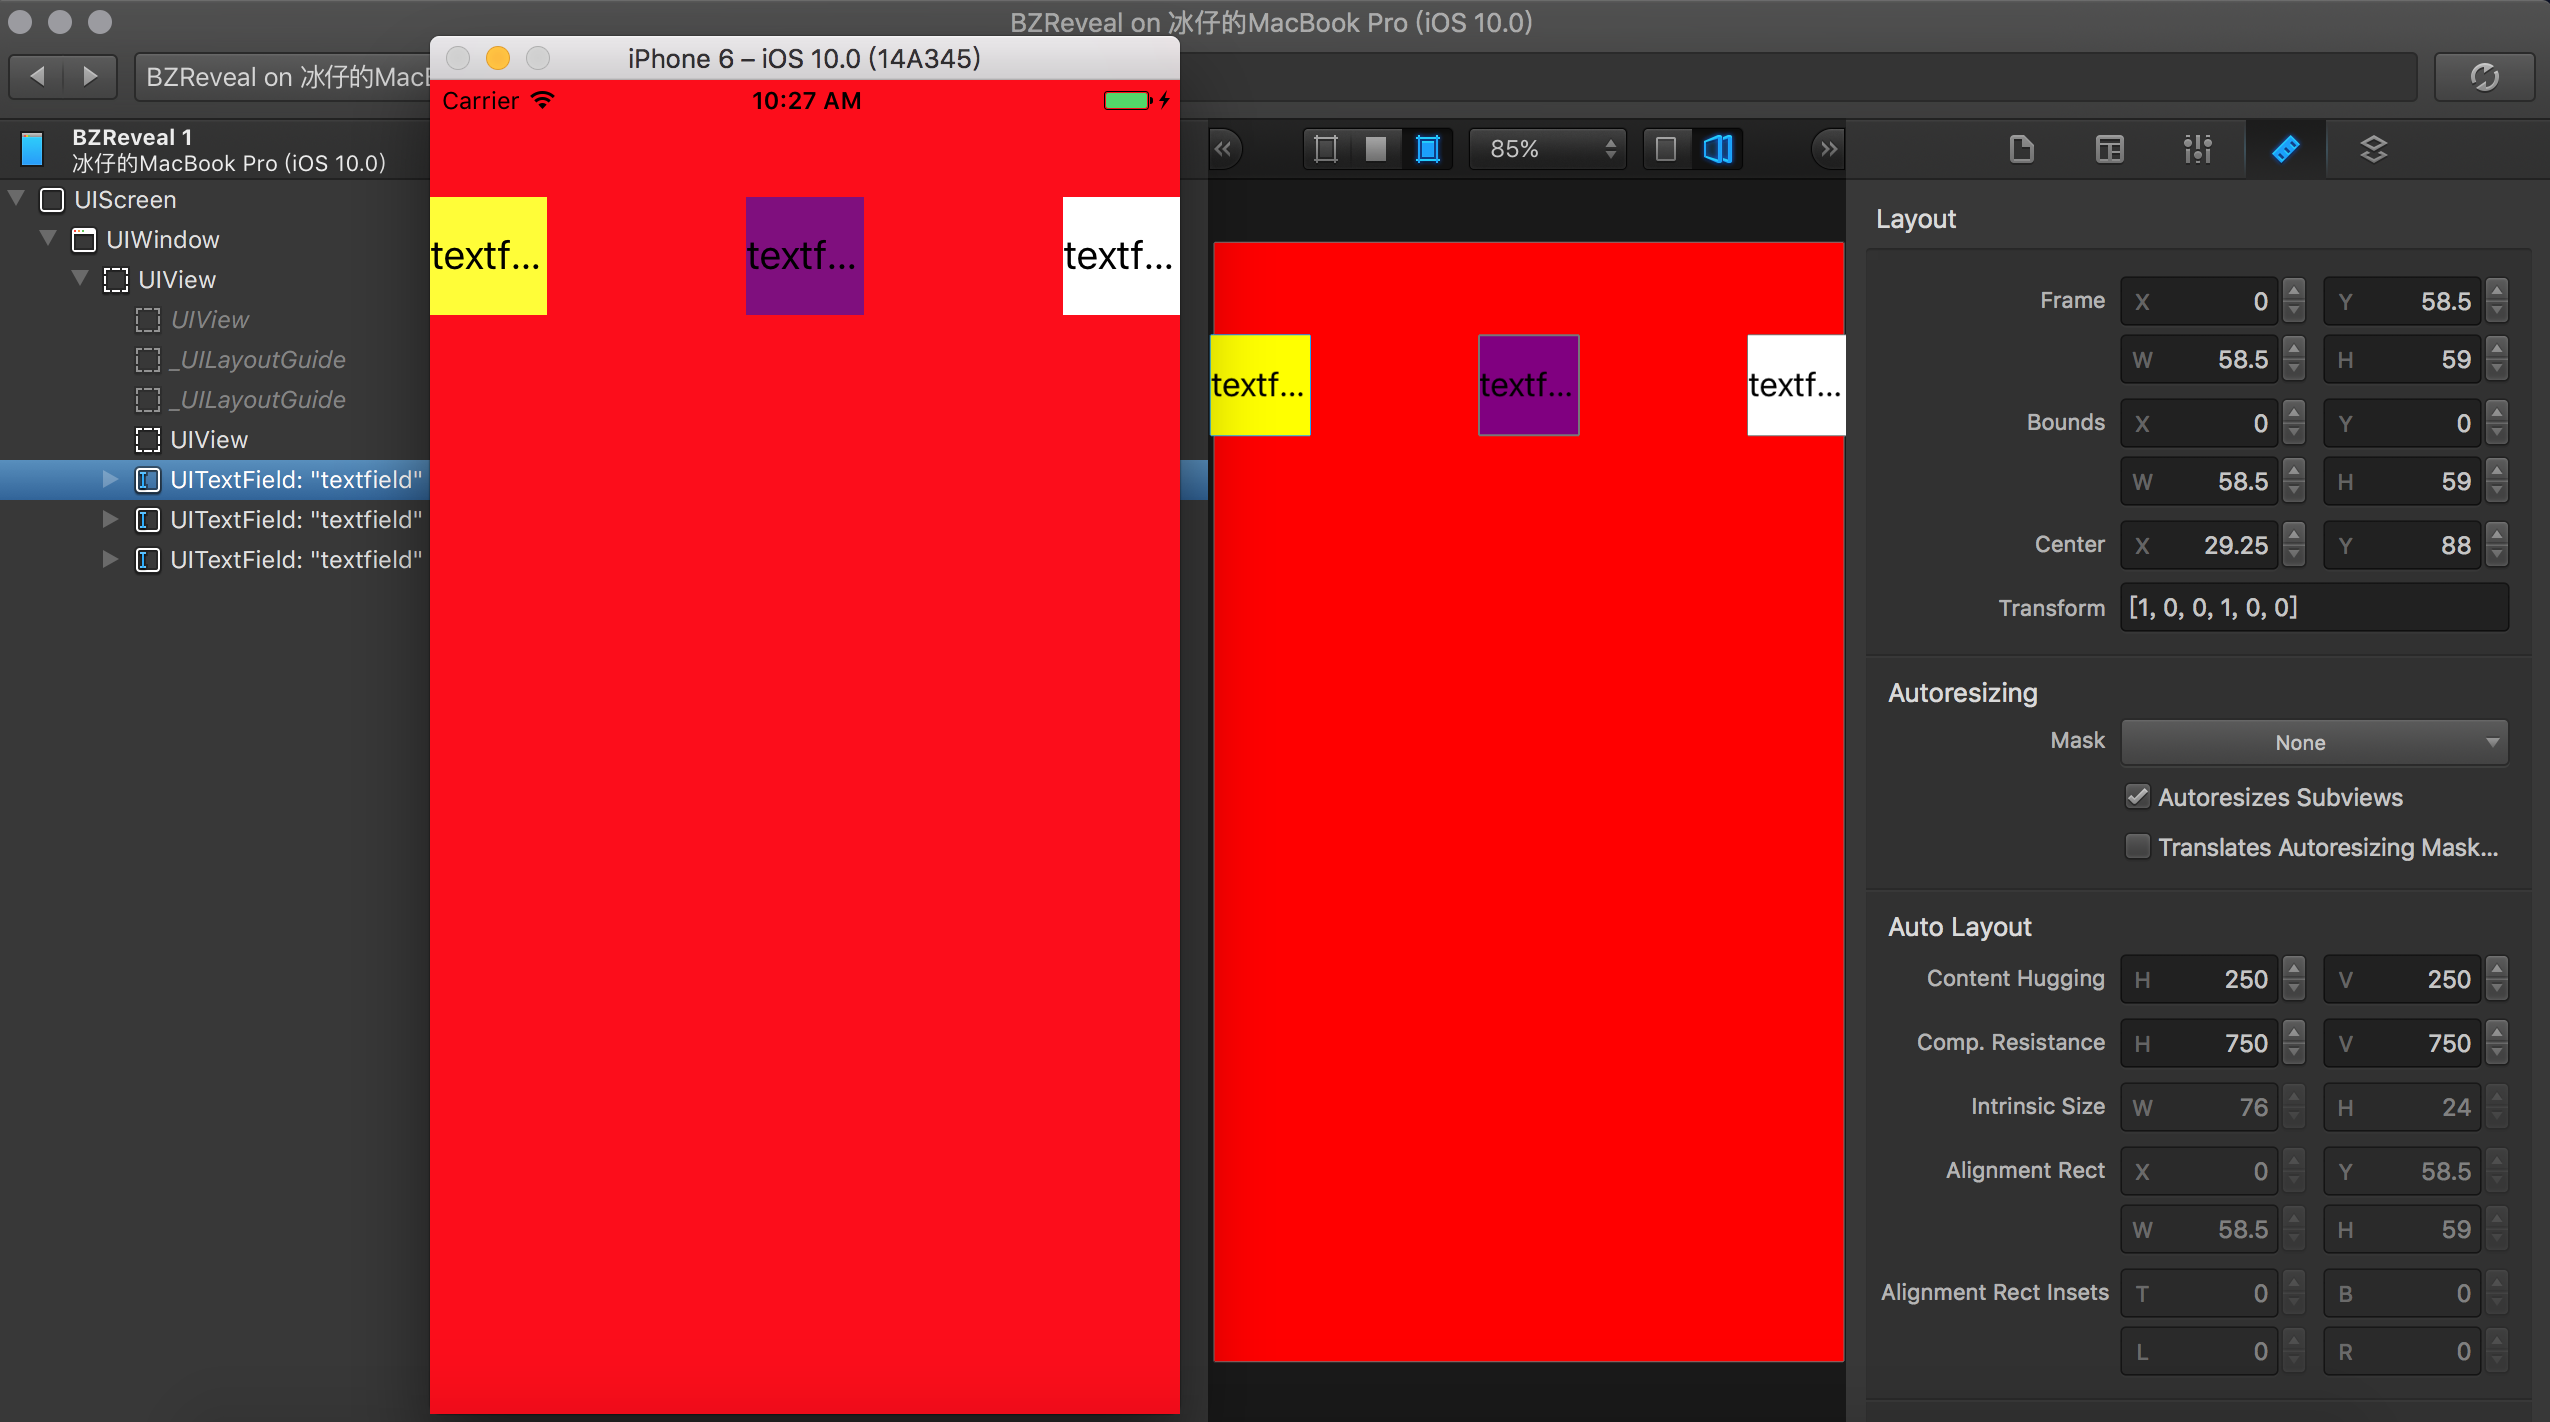 BZReveal on 冰仔的MacBook Pro (iOS 10.0)
BZReveal on 冰仔的MacB
iPhone 6 – iOS 10.0 (14A345)
Carrier 10:27 AM
BZReveal 1
冰仔的MacBook Pro (iOS 10.0)
UIScreen
UIWindow
UIView
UIView
_UILayoutGuide
_UILayoutGuide
UIView
UITextField: "textfield"
UITextField: "textfield"
UITextField: "textfield"
textf... textf... textf...
85%
textf... textf... textf...
Layout
Frame X 0 Y 58.5
W 58.5 H 59
Bounds X 0 Y 0
W 58.5 H 59
Center X 29.25 Y 88
Transform [1, 0, 0, 1, 0, 0]
Autoresizing
Mask None
Autoresizes Subviews
Translates Autoresizing Mask...
Auto Layout
Content Hugging H 250 V 250
Comp. Resistance H 750 V 750
Intrinsic Size W 76 H 24
Alignment Rect X 0 Y 58.5
W 58.5 H 59
Alignment Rect Insets T 0 B 0
L 0 R 0